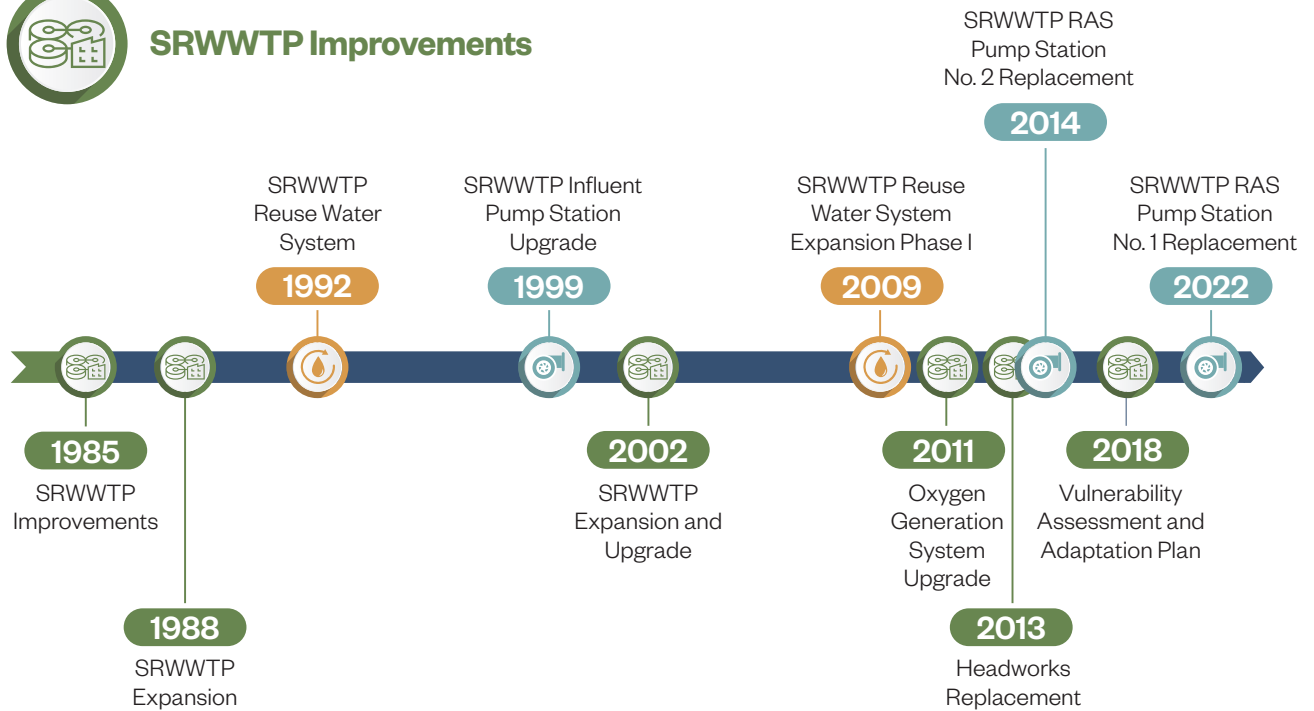 SRWWTP Improvements
1985
SRWWTP
Improvements
1988
SRWWTP
Expansion
SRWWTP
Reuse Water
System
1992
SRWWTP Influent
Pump Station
Upgrade
1999
2002
SRWWTP
Expansion and
Upgrade
SRWWTP Reuse
Water System
Expansion Phase I
2009
2011
Oxygen
Generation
System
Upgrade
2013
Headworks
Replacement
SRWWTP RAS
Pump Station
No. 2 Replacement
2014
2018
Vulnerability
Assessment and
Adaptation Plan
SRWWTP RAS
Pump Station
No. 1 Replacement
2022